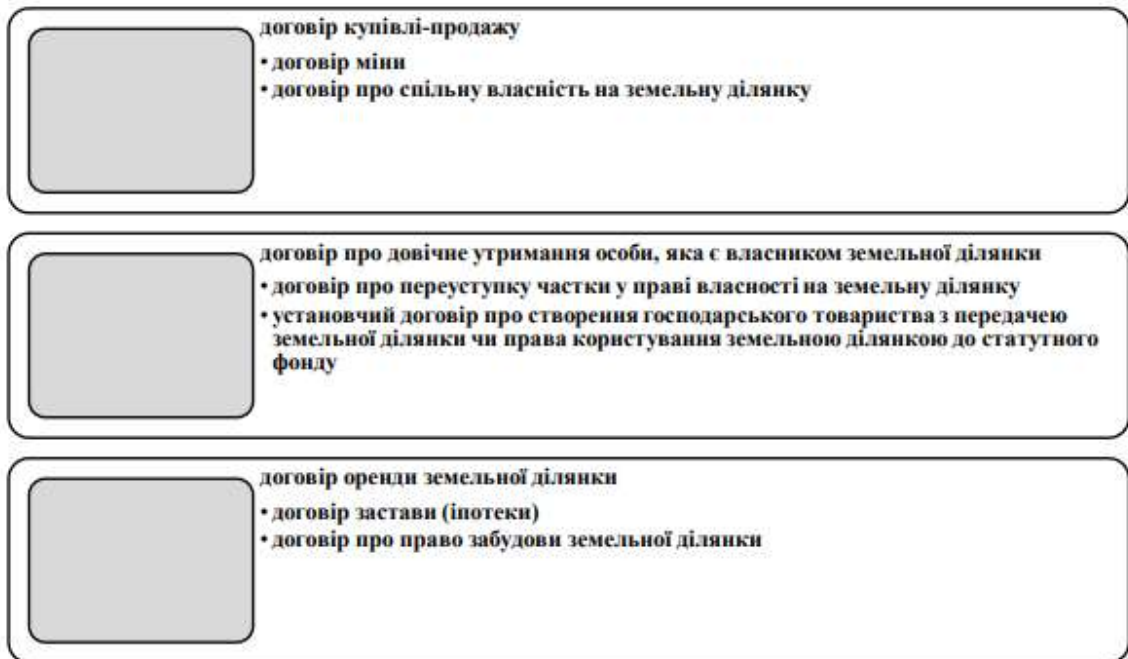 договір купівлі-продажу
• договір міни
• договір про спільну власність на земельну ділянку
договір про довічне утримання особи, яка є власником земельної ділянки
• договір про переуступку частки у праві власності на земельну ділянку
• установчий договір про створення господарського товариства з передачею
земельної ділянки чи права користування земельною ділянкою до статутного
фонду
договір оренди земельної ділянки
• договір застави (іпотеки)
• договір про право забудови земельної ділянки